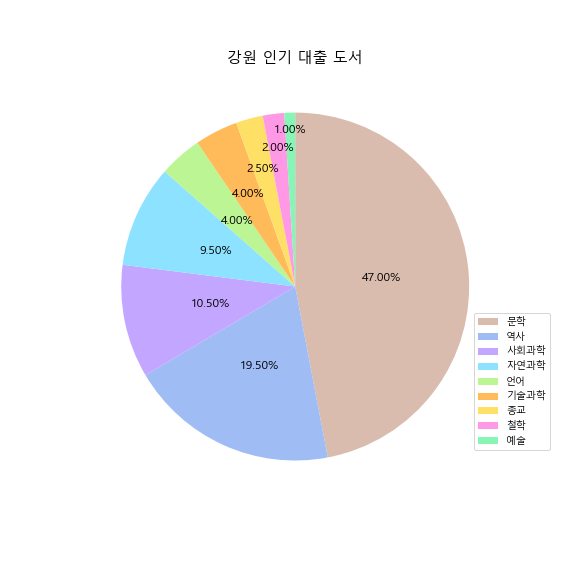 강원 인기 대출 도서
1.00%
2.00%
2.50%
4.00%
4.00%
9.50%
47.00%
10.50%
19.50%
문학
역사
사회과학
자연과학
언어
기술과학
종교
철학
예술